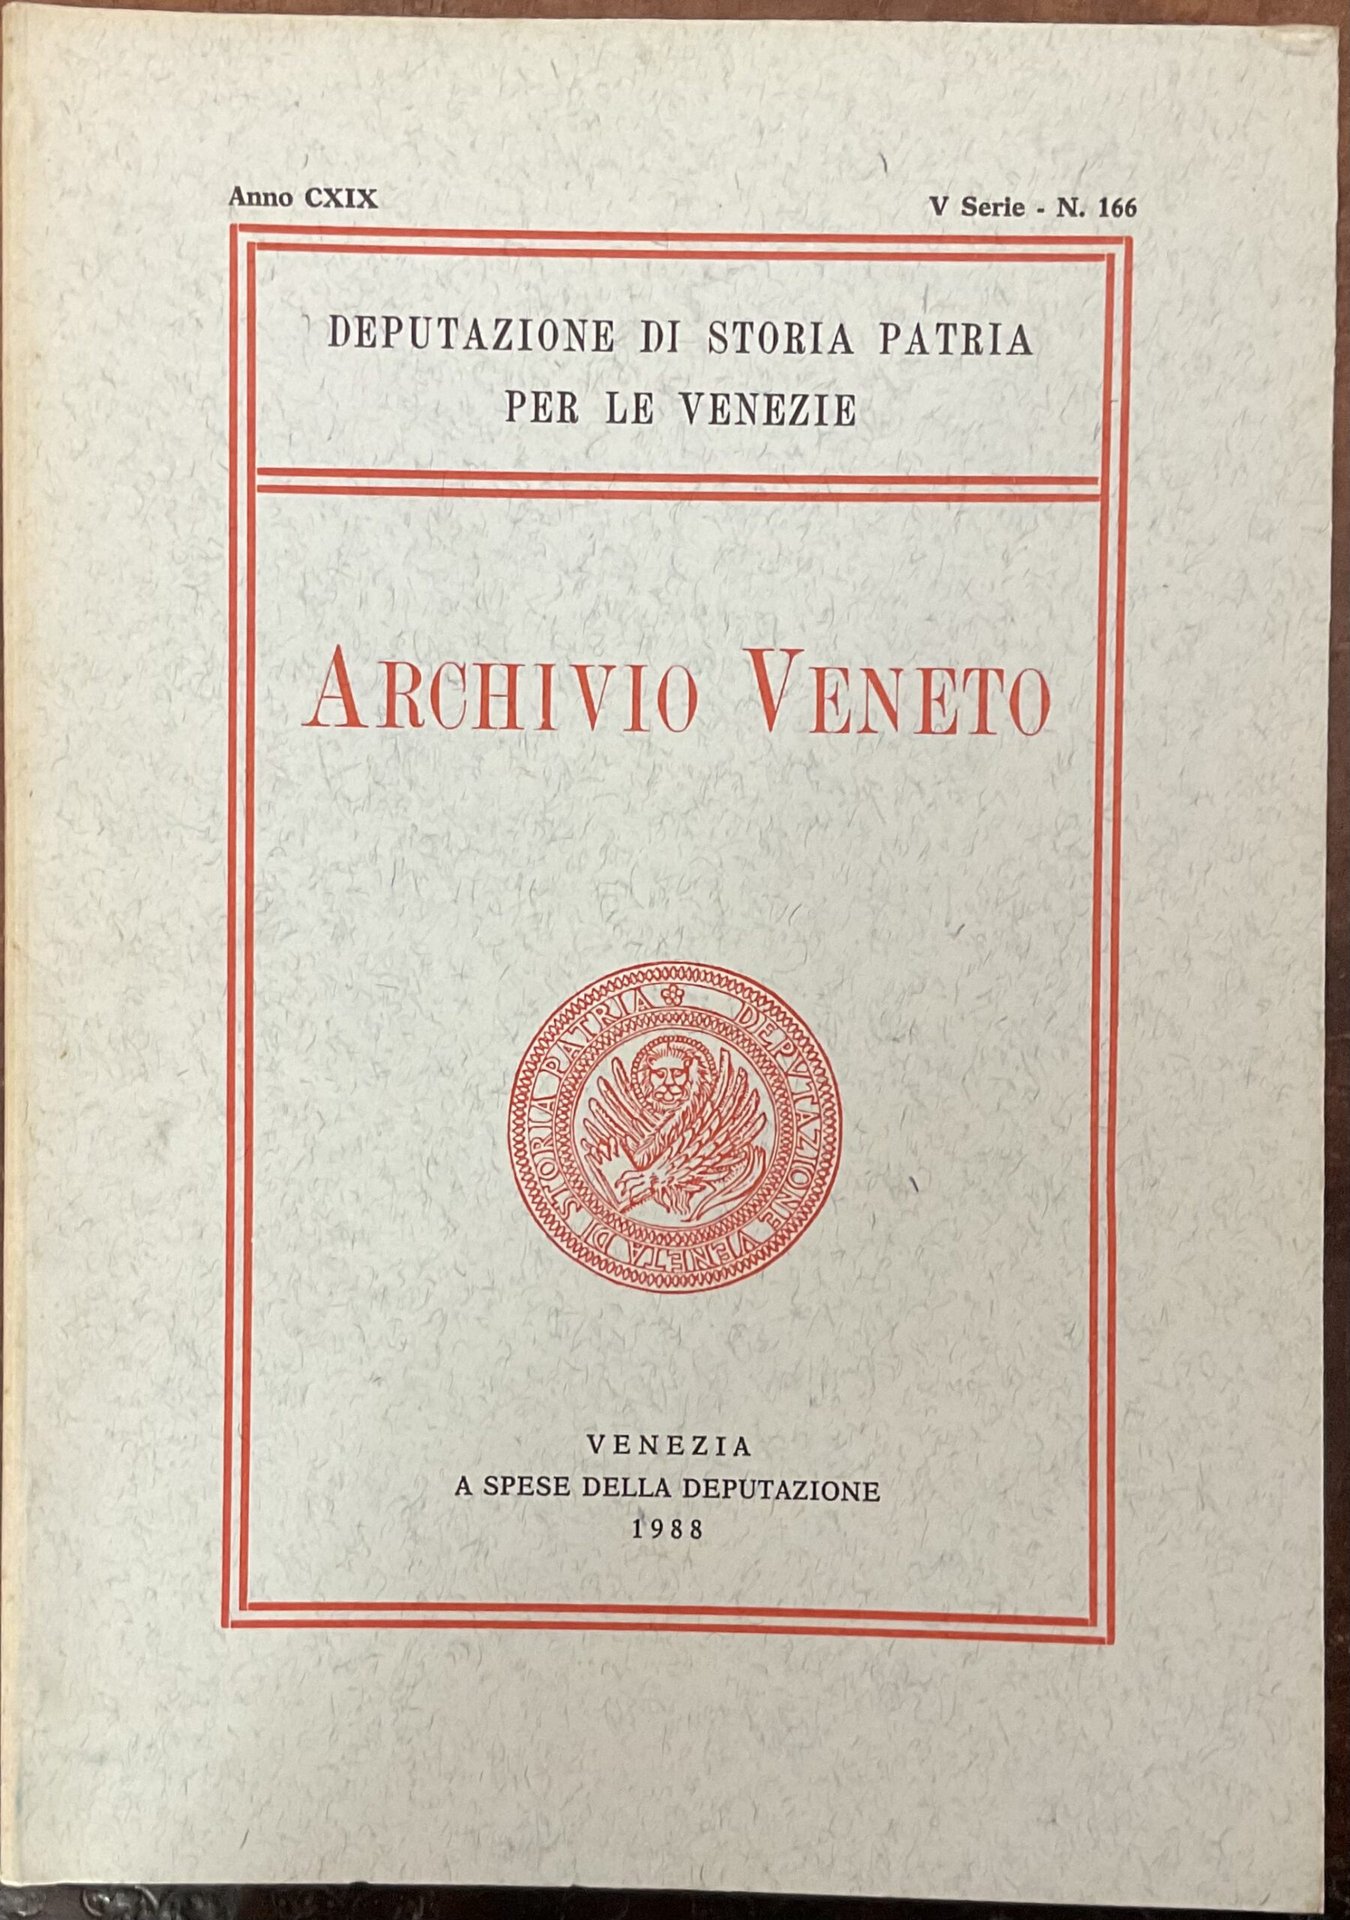 Anno CXIX
V Serie - N. 166
DEPUTAZIONE DI STORIA PATRIA
PER LE VENEZIE
ARCHIVIO VENETO
DEPVTAZIONE VENETA DI STORIA PATRIA
VENEZIA
A SPESE DELLA DEPUTAZIONE
1988